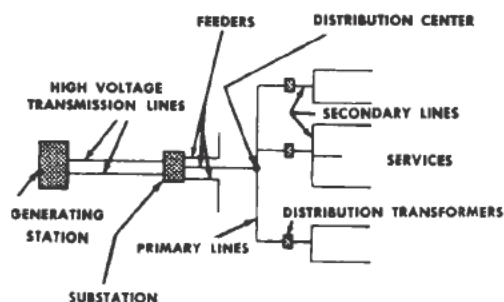 FEEDERS
DISTRIBUTION CENTER
HIGH VOLTAGE
TRANSMISSION LINES
SECONDARY LINES
SERVICES
GENERATING
STATION
DISTRIBUTION TRANSFORMERS
PRIMARY LINES
SUBSTATION